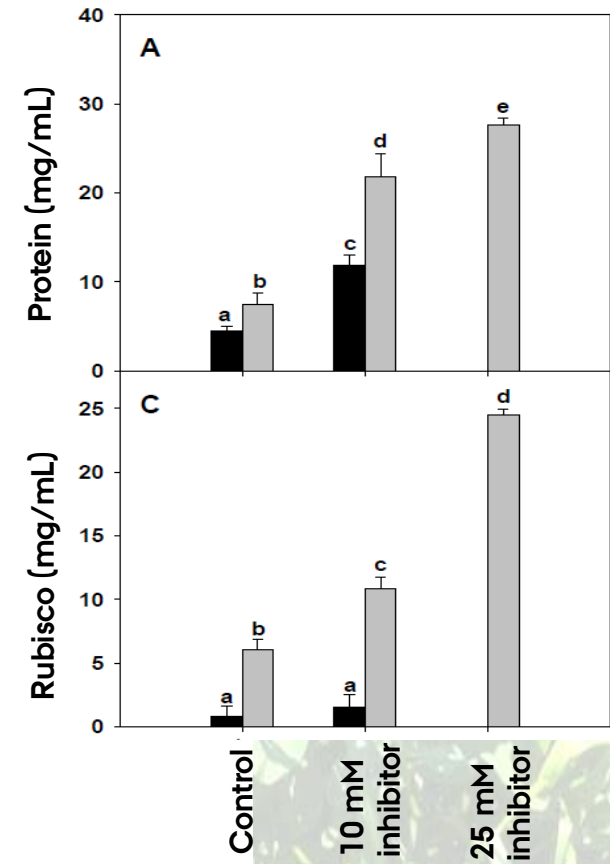 A
Protein (mg/mL)
40
30
20
10
0
a
b
c
d
e
C
Rubisco (mg/mL)
25
20
15
10
5
0
a
b
a
c
d
Control
10 mM
inhibitor
25 mM
inhibitor